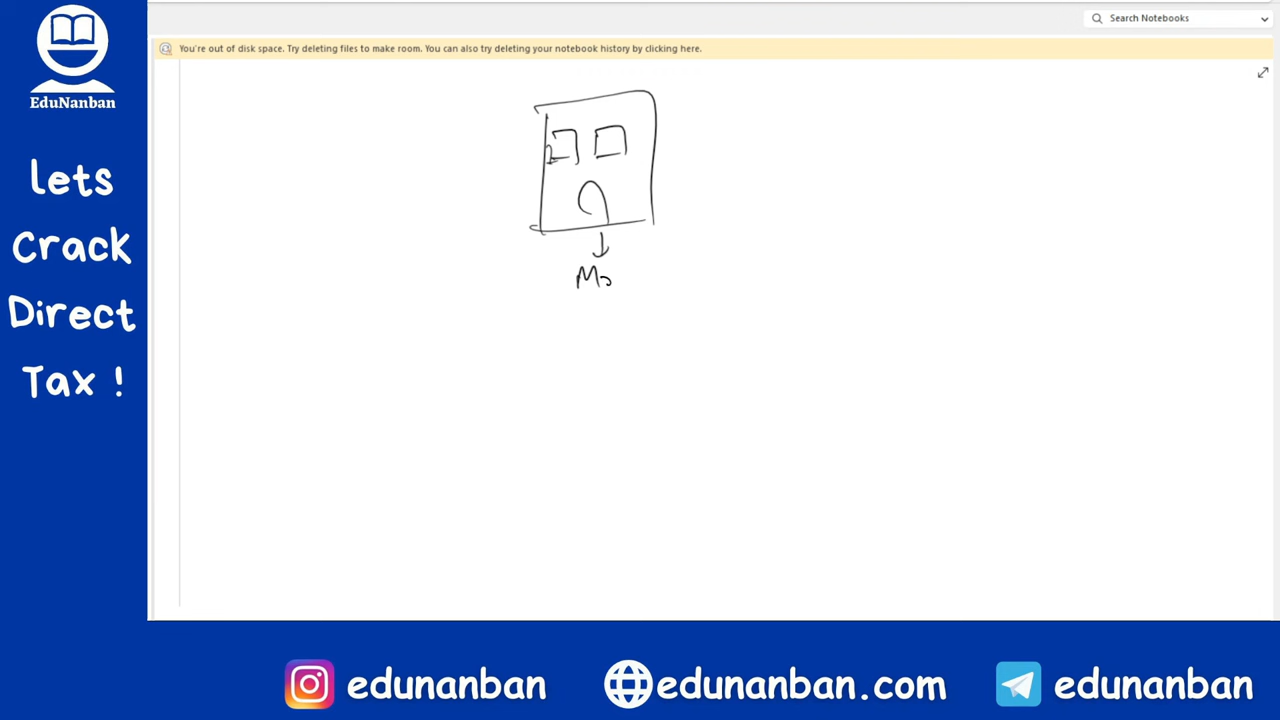 Search Notebooks
You're out of disk space. Try deleting files to make room. You can also try deleting your notebook history by clicking here.
EduNanban
Lets
Crack
Direct
Tax !
edunanban
edunanban.com
edunanban